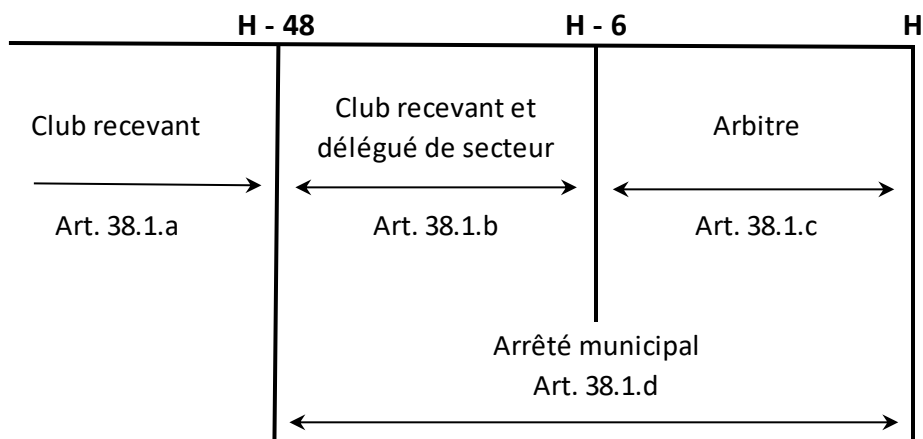 H - 48
H - 6
H
Club recevant
Art. 38.1.a
Club recevant et
délégué de secteur
Art. 38.1.b
Arbitre
Art. 38.1.c
Arrêté municipal
Art. 38.1.d